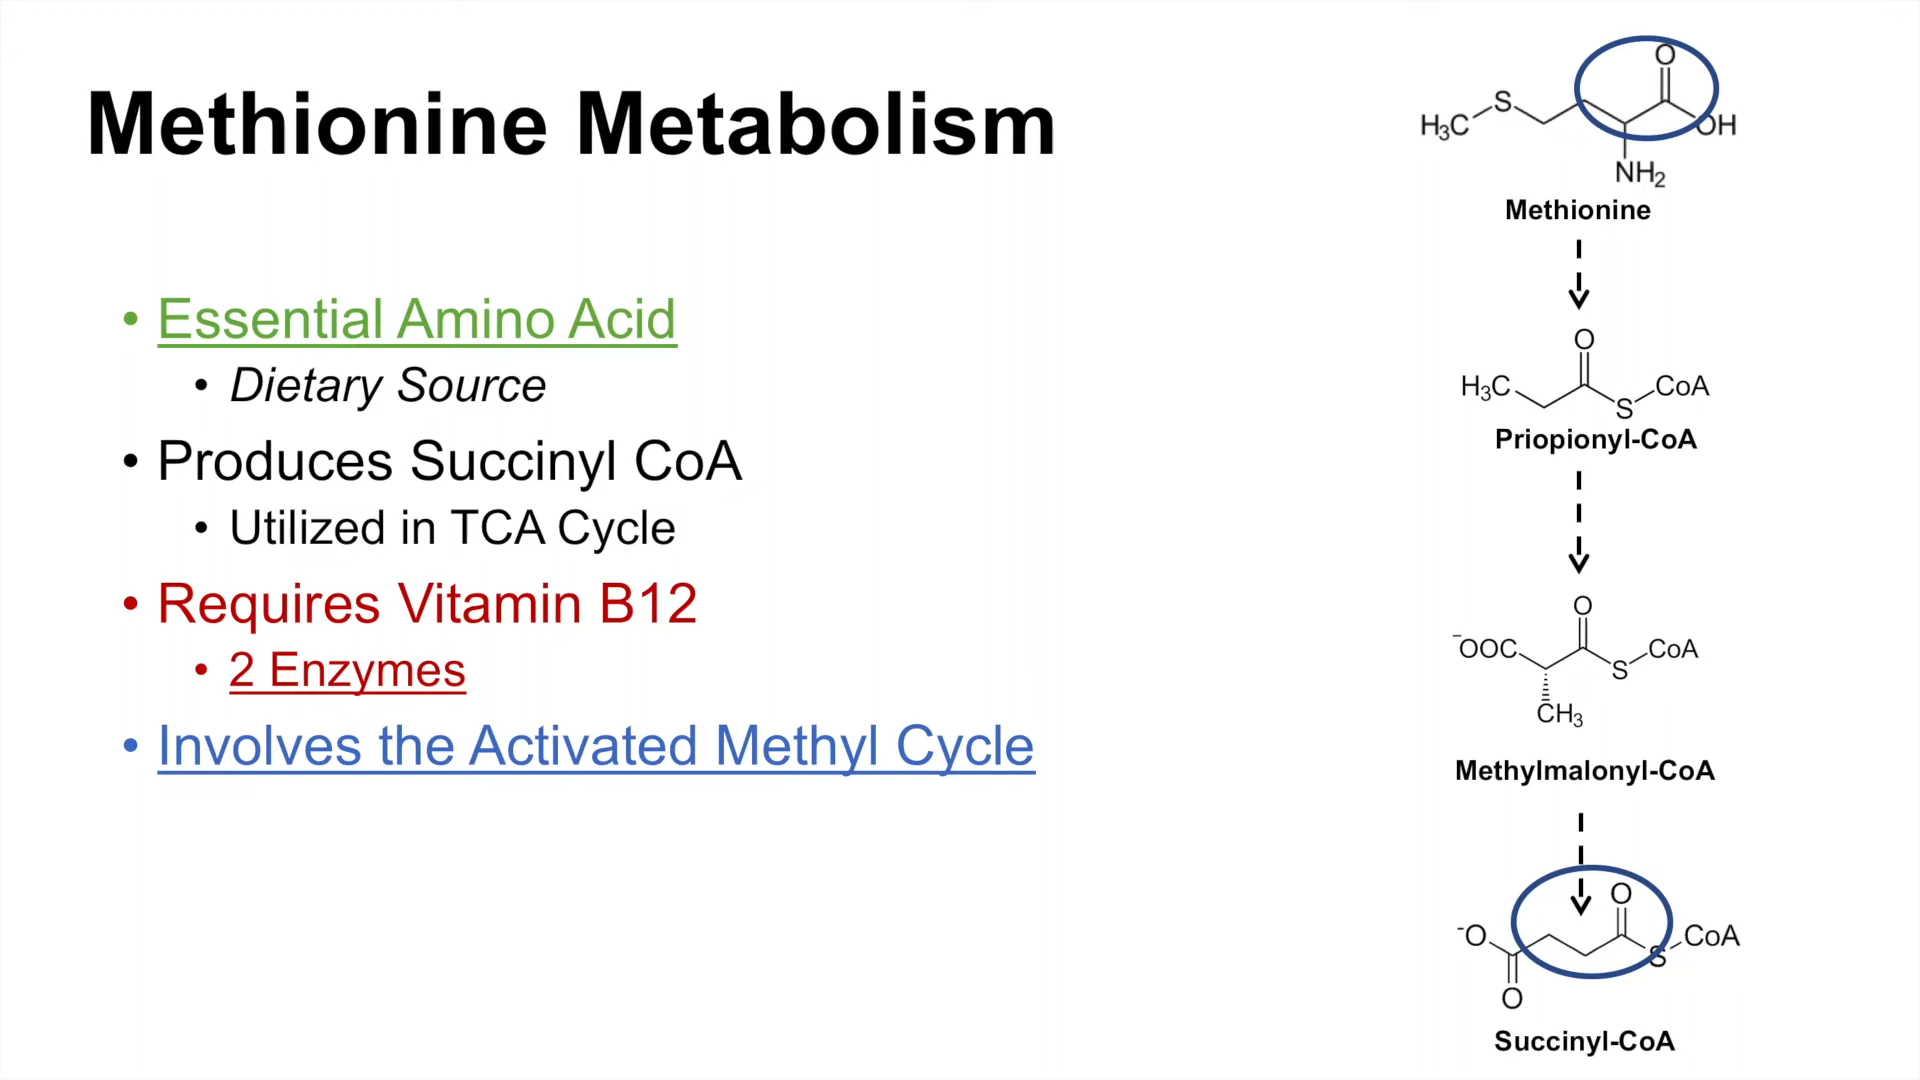 Methionine Metabolism
• Essential Amino Acid
• Dietary Source
• Produces Succinyl CoA
• Utilized in TCA Cycle
• Requires Vitamin B12
• 2 Enzymes
• Involves the Activated Methyl Cycle
O
S
H₃C
OH
NH₂
Methionine
O
H₃C
CoA
S
Priopionyl-CoA
O
⁻OOC
CoA
S
CH₃
Methylmalonyl-CoA
O
⁻O
CoA
S
O
Succinyl-CoA